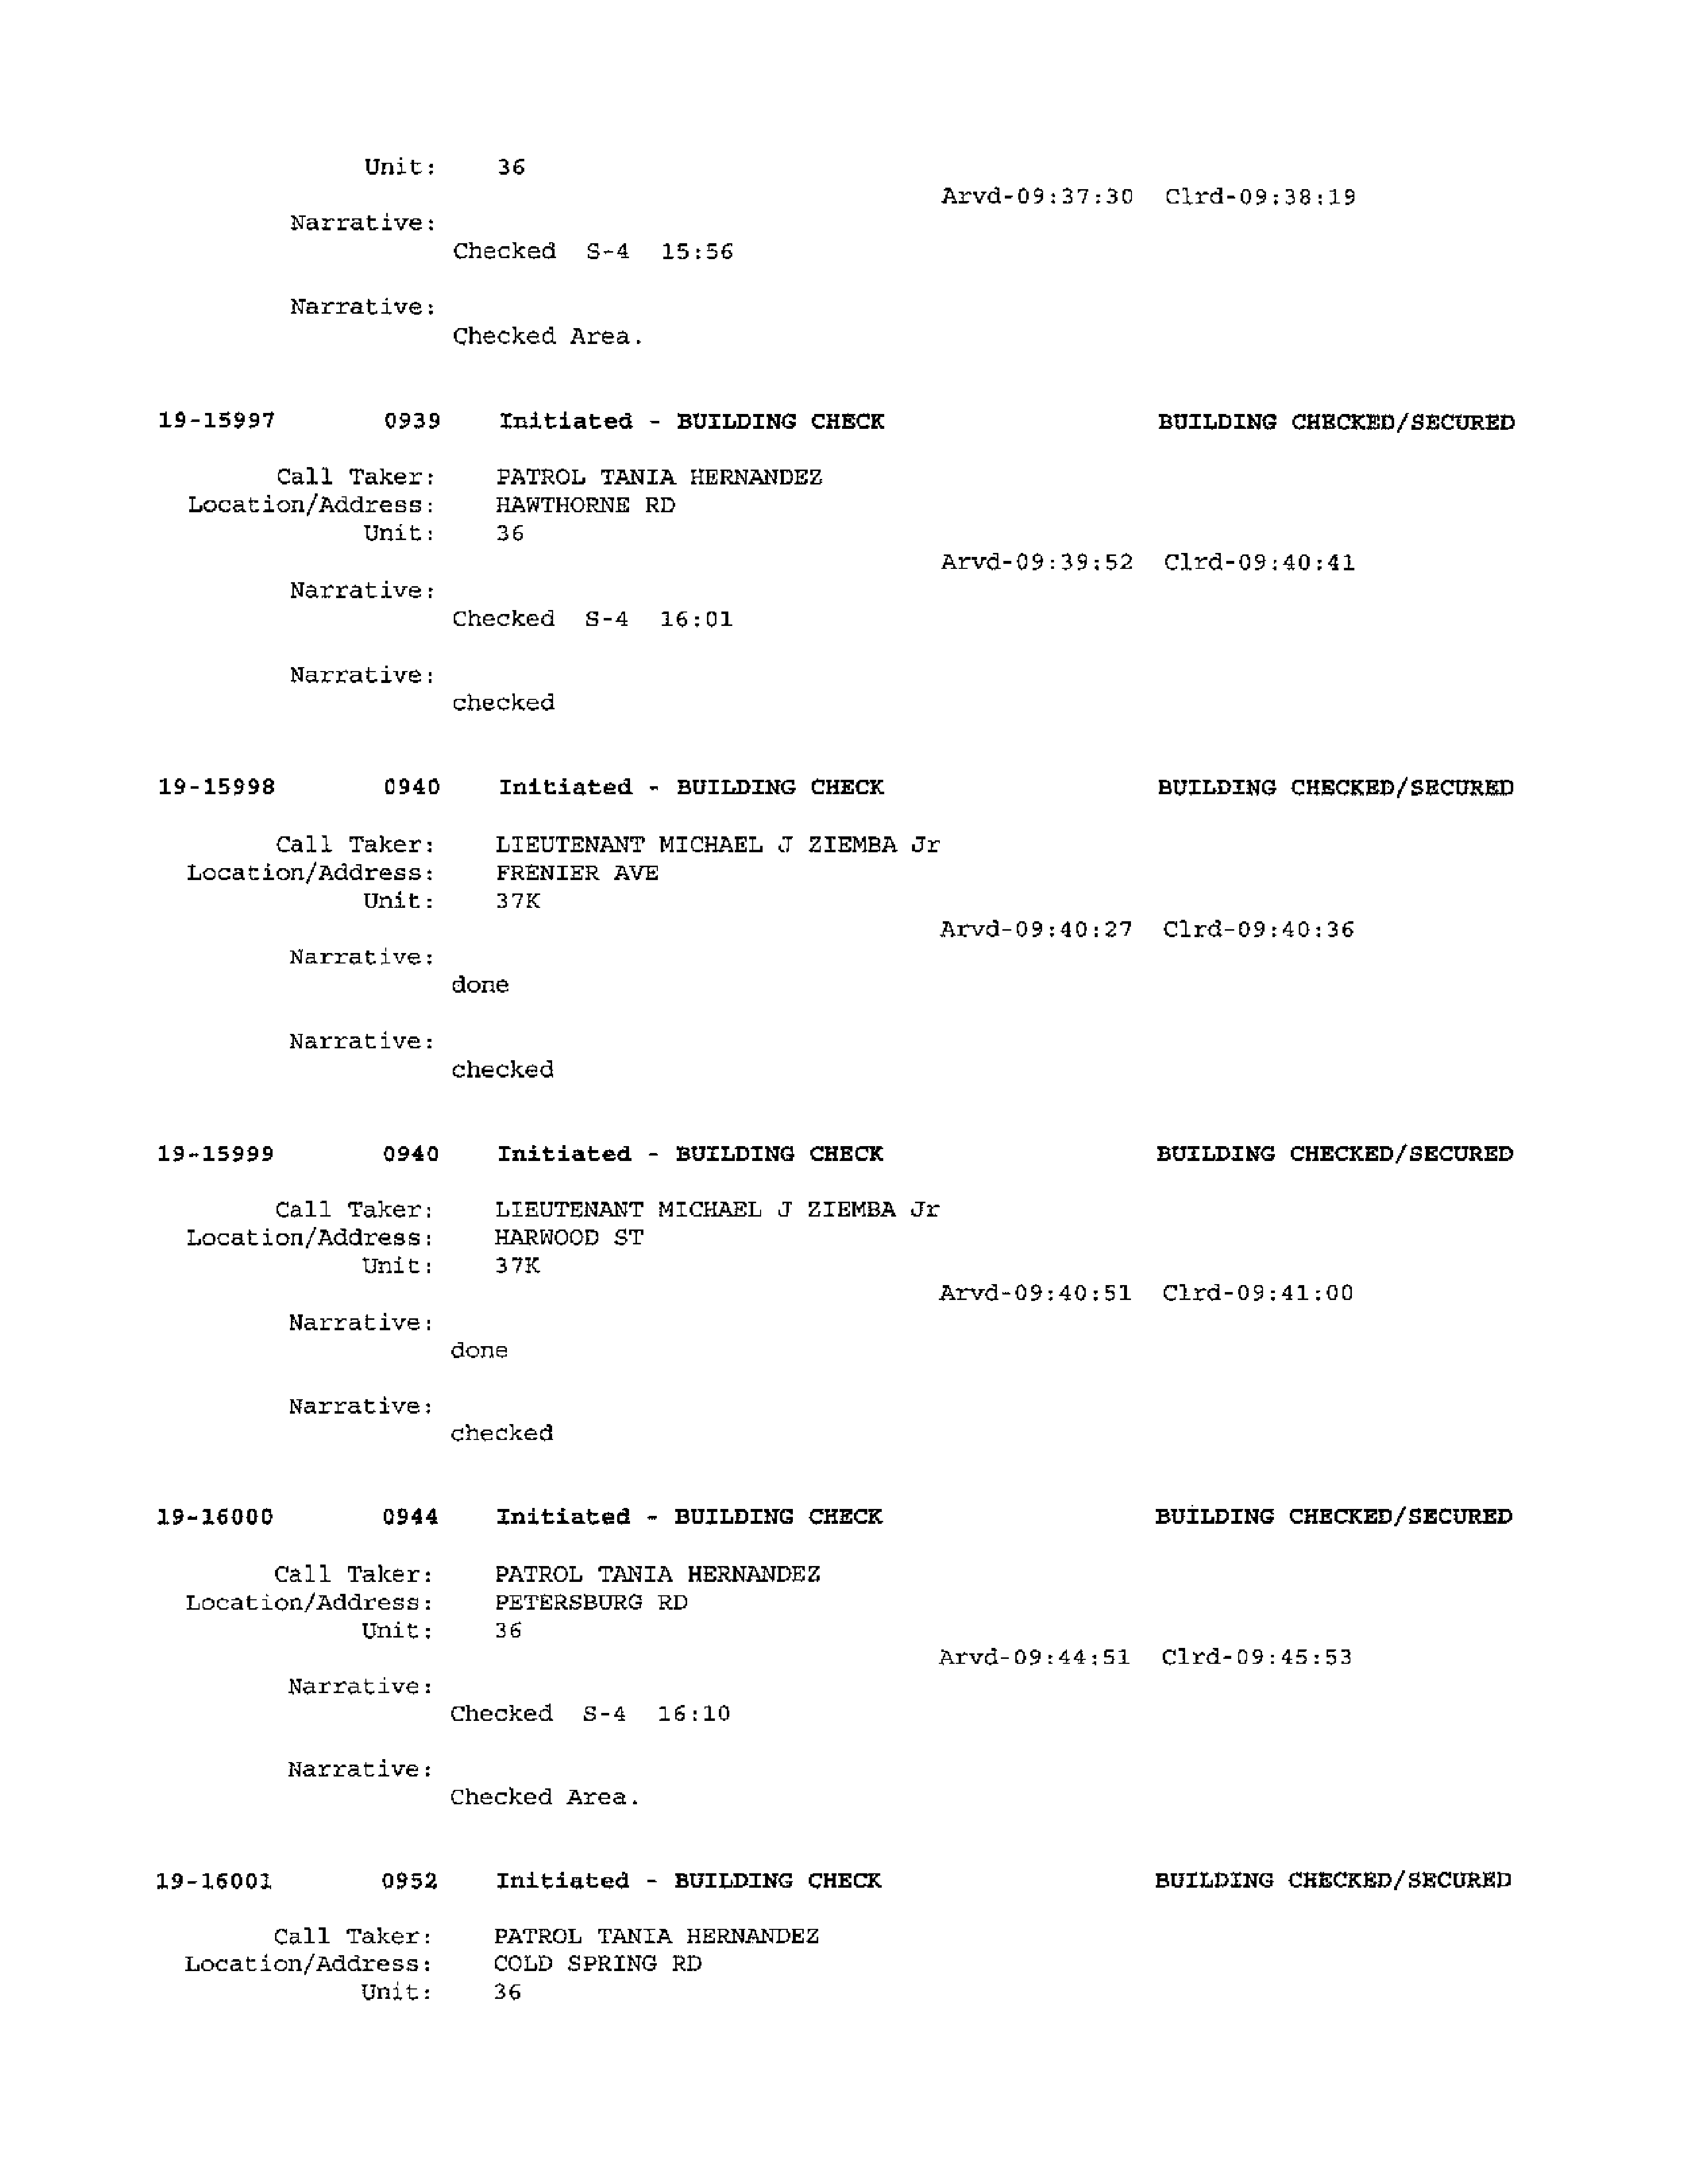 Unit: 36
Arvd-09:37:30 Clrd-09:38:19
Narrative:
Checked S-4 15:56
Narrative:
Checked Area.
19-15997 0939 Initiated - BUILDING CHECK BUILDING CHECKED/SECURED
Call Taker: PATROL TANIA HERNANDEZ
Location/Address: HAWTHORNE RD
Unit: 36
Arvd-09:39:52 Clrd-09:40:41
Narrative:
Checked S-4 16:01
Narrative:
checked
19-15998 0940 Initiated - BUILDING CHECK BUILDING CHECKED/SECURED
Call Taker: LIEUTENANT MICHAEL J ZIEMBA Jr
Location/Address: FRENIER AVE
Unit: 37K
Arvd-09:40:27 Clrd-09:40:36
Narrative:
done
Narrative:
checked
19-15999 0940 Initiated - BUILDING CHECK BUILDING CHECKED/SECURED
Call Taker: LIEUTENANT MICHAEL J ZIEMBA Jr
Location/Address: HARWOOD ST
Unit: 37K
Arvd-09:40:51 Clrd-09:41:00
Narrative:
done
Narrative:
checked
19-16000 0944 Initiated - BUILDING CHECK BUILDING CHECKED/SECURED
Call Taker: PATROL TANIA HERNANDEZ
Location/Address: PETERSBURG RD
Unit: 36
Arvd-09:44:51 Clrd-09:45:53
Narrative:
Checked S-4 16:10
Narrative:
Checked Area.
19-16001 0952 Initiated - BUILDING CHECK BUILDING CHECKED/SECURED
Call Taker: PATROL TANIA HERNANDEZ
Location/Address: COLD SPRING RD
Unit: 36